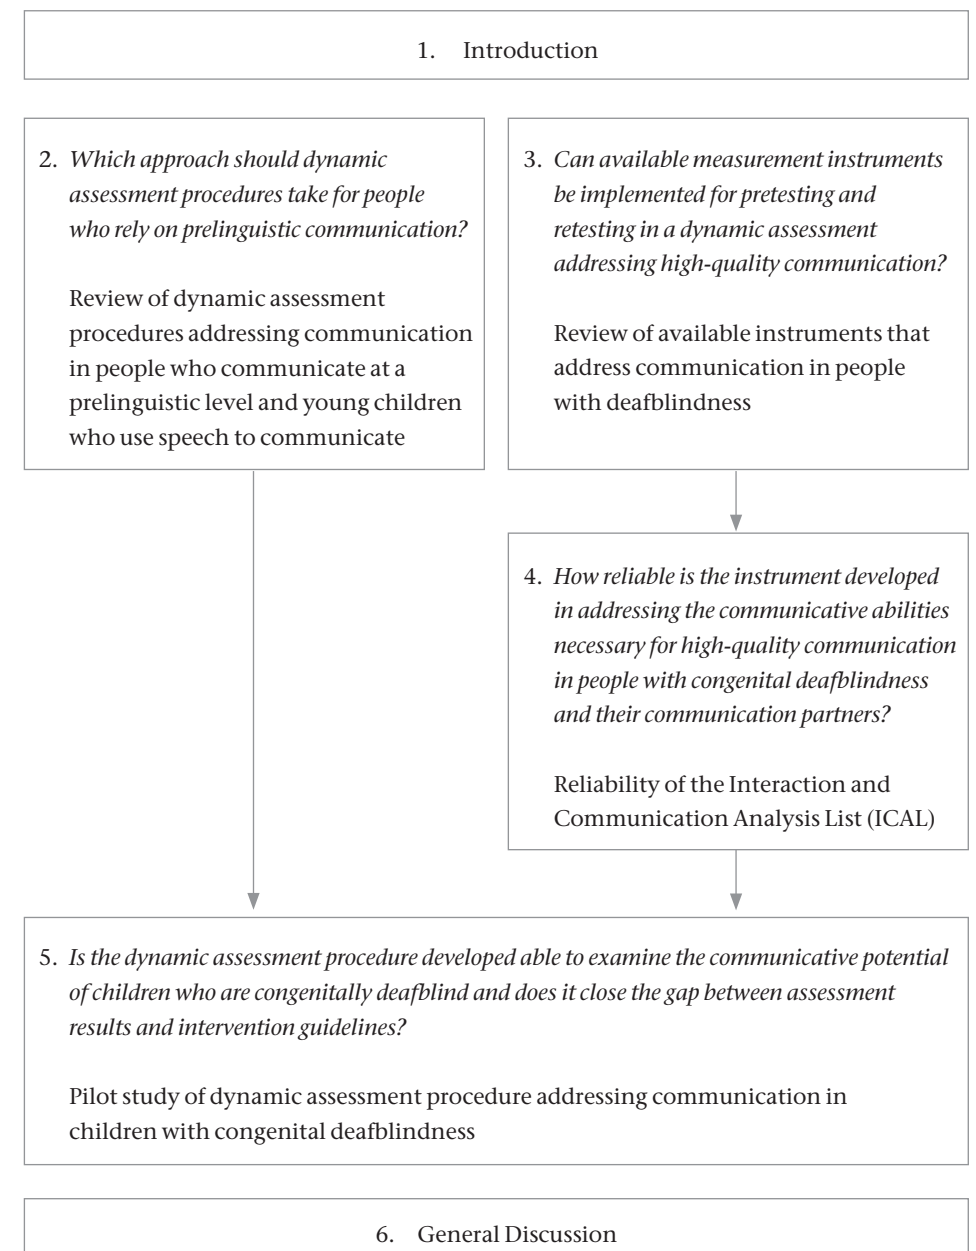 1. Introduction
2. Which approach should dynamic
assessment procedures take for people
who rely on prelinguistic communication?
Review of dynamic assessment
procedures addressing communication
in people who communicate at a
prelinguistic level and young children
who use speech to communicate
3. Can available measurement instruments
be implemented for pretesting and
retesting in a dynamic assessment
addressing high-quality communication?
Review of available instruments that
address communication in people
with deafblindness
4. How reliable is the instrument developed
in addressing the communicative abilities
necessary for high-quality communication
in people with congenital deafblindness
and their communication partners?
Reliability of the Interaction and
Communication Analysis List (ICAL)
5. Is the dynamic assessment procedure developed able to examine the communicative potential
of children who are congenitally deafblind and does it close the gap between assessment
results and intervention guidelines?
Pilot study of dynamic assessment procedure addressing communication in
children with congenital deafblindness
6. General Discussion